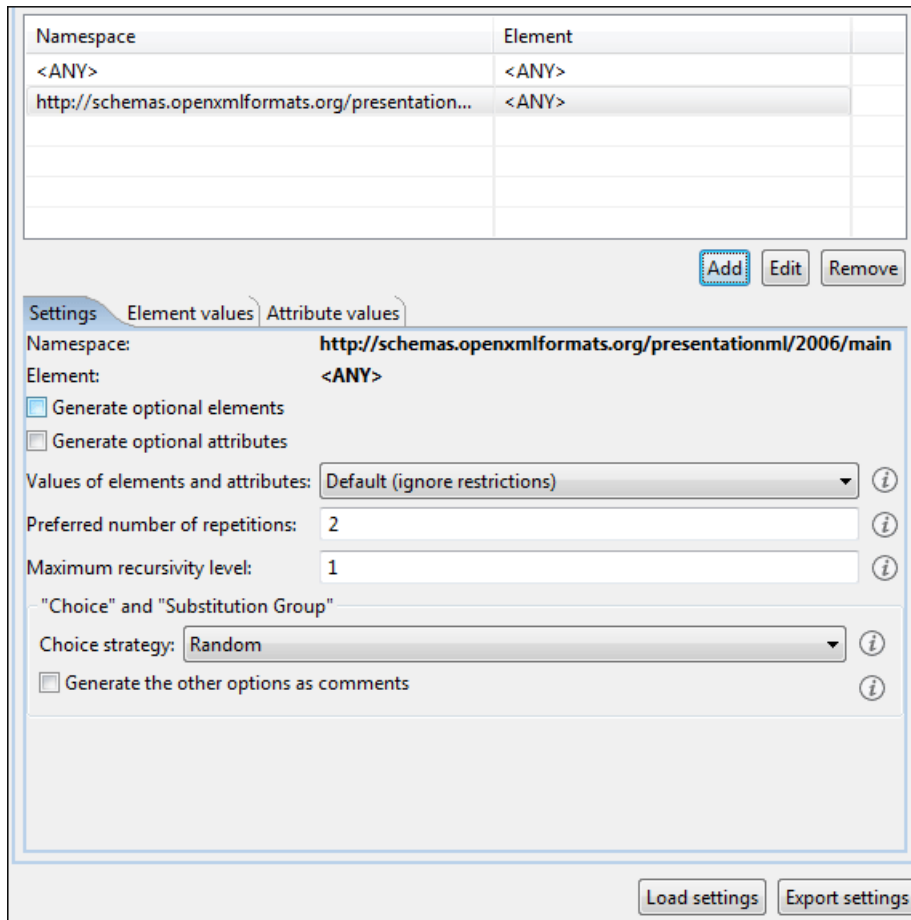 Namespace Element
<ANY> <ANY>
http://schemas.openxmlformats.org/presentation... <ANY>
Add Edit Remove
Settings Element values Attribute values
Namespace: http://schemas.openxmlformats.org/presentationml/2006/main
Element: <ANY>
Generate optional elements
Generate optional attributes
Values of elements and attributes: Default (ignore restrictions)
Preferred number of repetitions: 2
Maximum recursivity level: 1
"Choice" and "Substitution Group"
Choice strategy: Random
Generate the other options as comments
Load settings Export settings